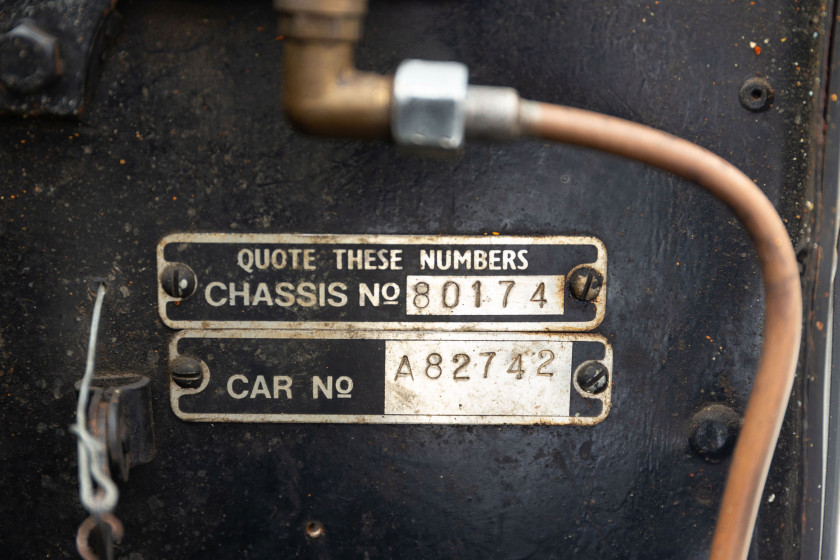 QUOTE THESE NUMBERS
CHASSIS Nº 80174
CAR Nº A82742